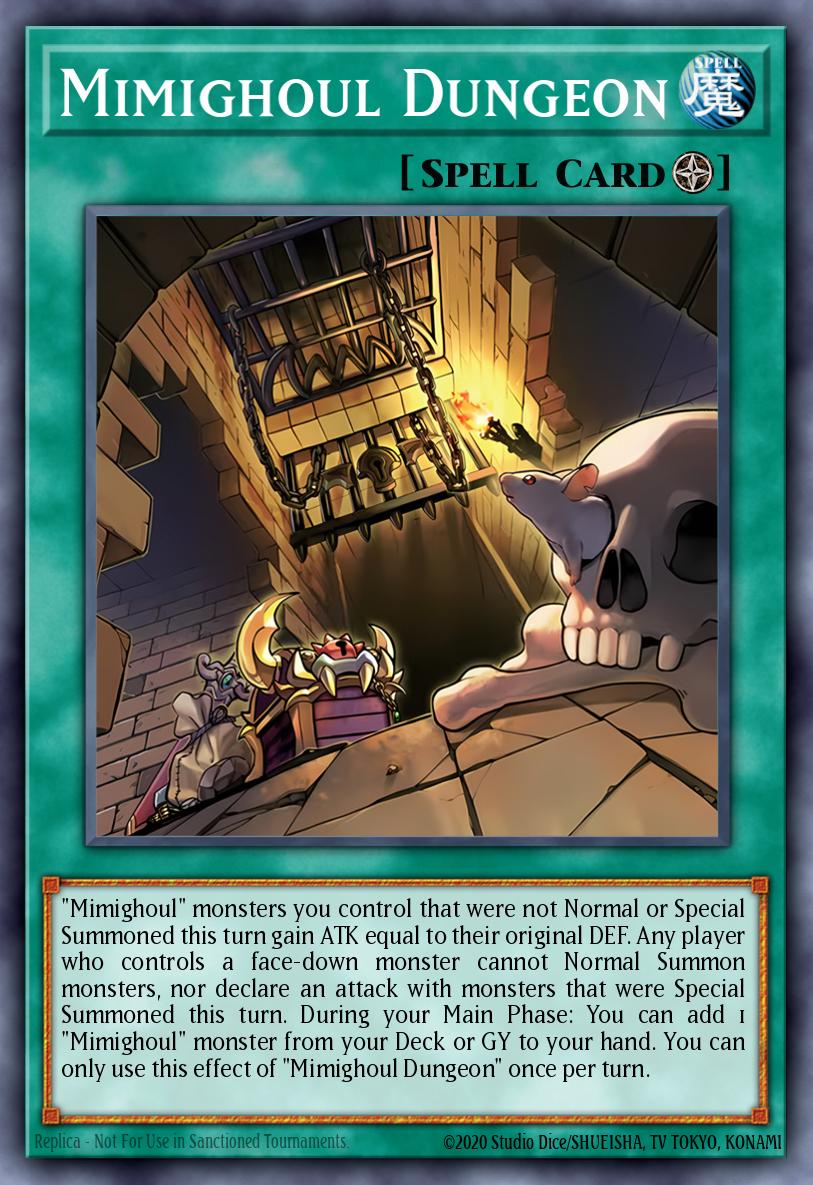 Mimighoul Dungeon
SPELL
魔
[Spell Card]
"Mimighoul" monsters you control that were not Normal or Special
Summoned this turn gain ATK equal to their original DEF. Any player
who controls a face-down monster cannot Normal Summon
monsters, nor declare an attack with monsters that were Special
Summoned this turn. During your Main Phase: You can add 1
"Mimighoul" monster from your Deck or GY to your hand. You can
only use this effect of "Mimighoul Dungeon" once per turn.
Replica - Not For Use in Sanctioned Tournaments.
©2020 Studio Dice/SHUEISHA, TV TOKYO, KONAMI